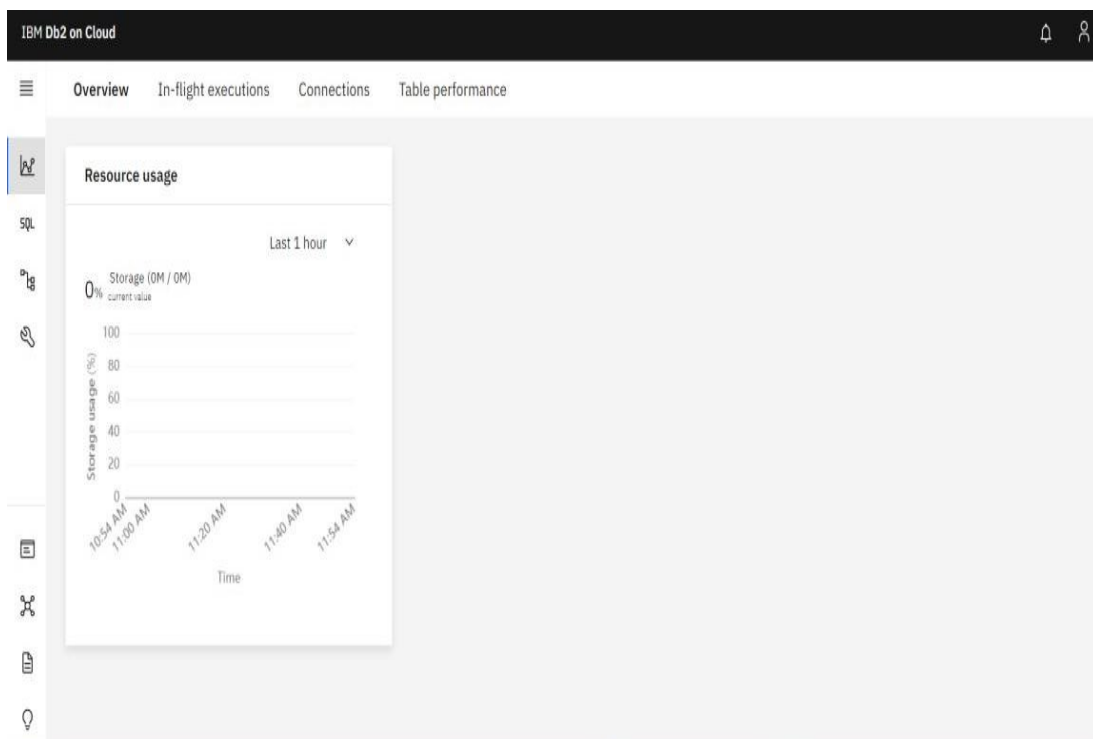 IBM Db2 on Cloud
Overview In-flight executions Connections Table performance
Resource usage
SQL
Last 1 hour
0% Storage (0M / 0M)
current value
100
80
60
40
20
0
Storage usage (%)
10:54 AM 11:00 AM 11:20 AM 11:40 AM 11:54 AM
Time